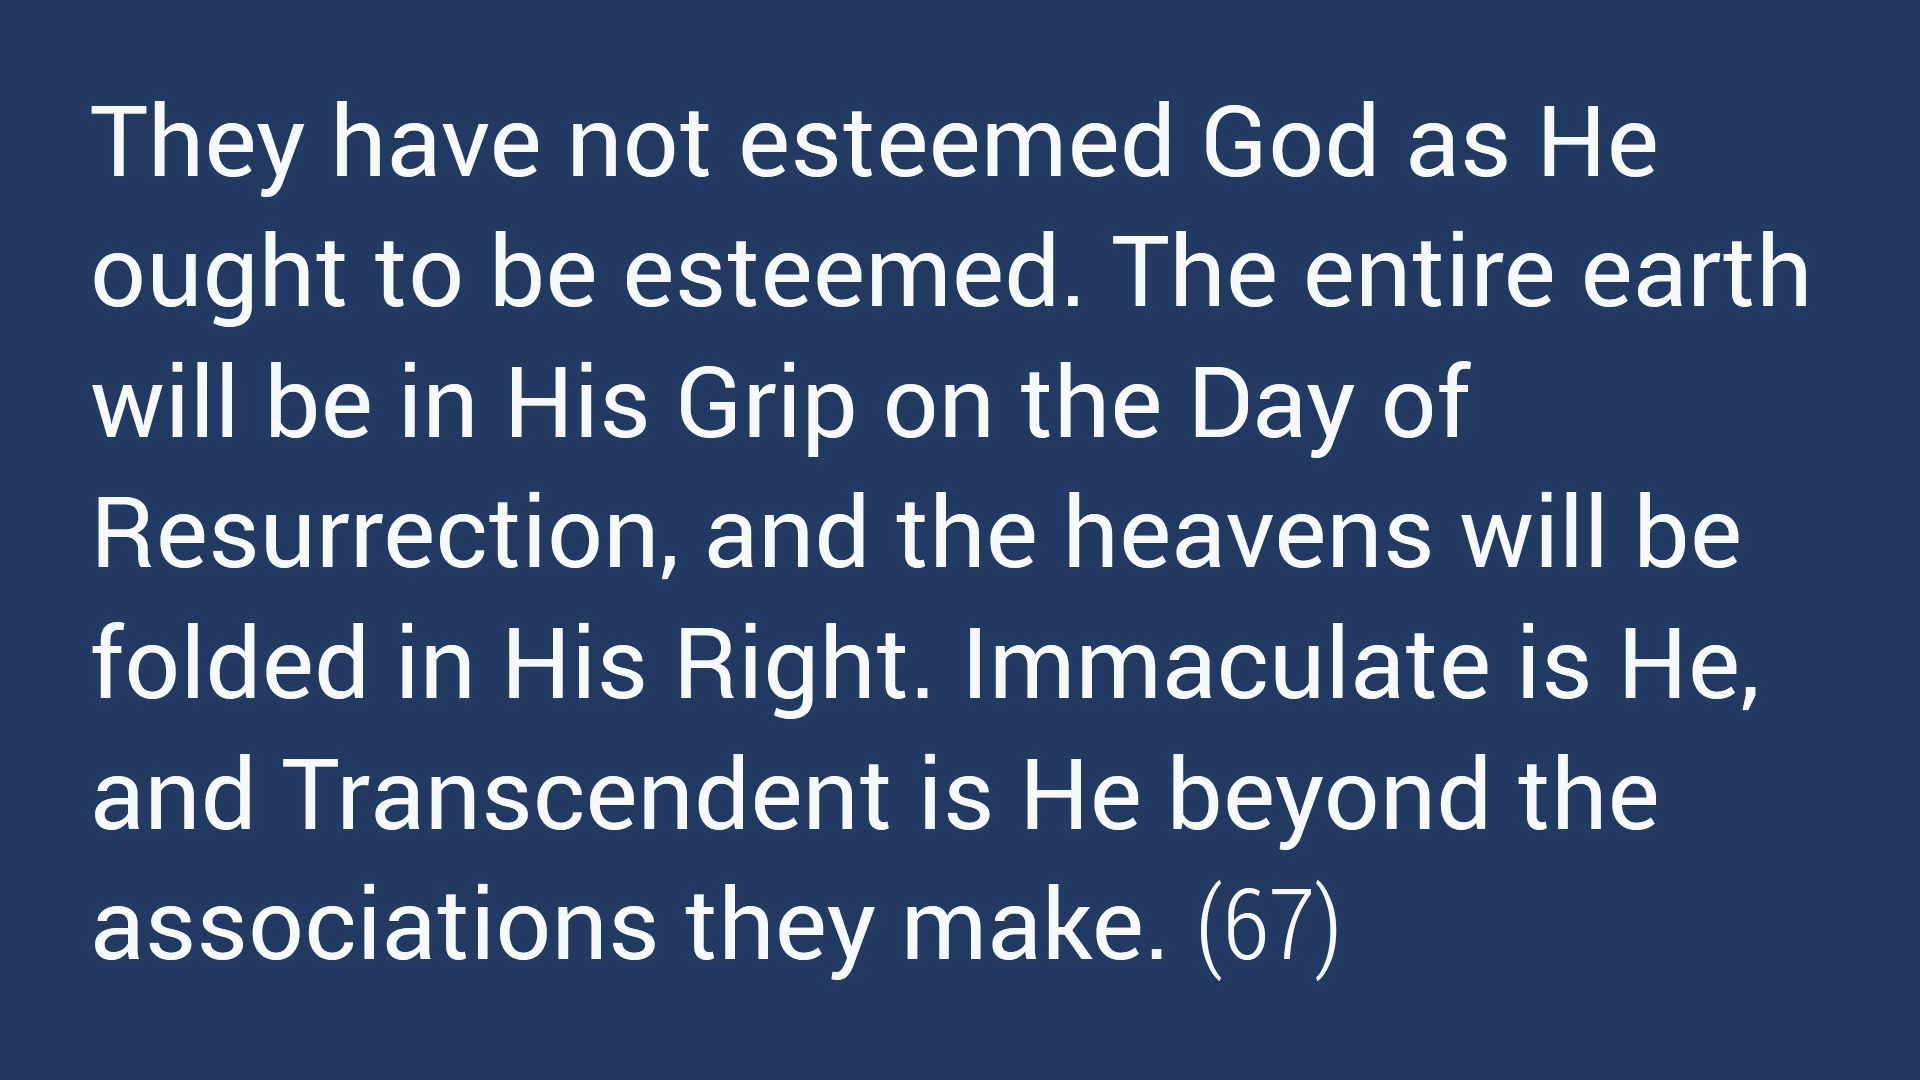 They have not esteemed God as He
ought to be esteemed. The entire earth
will be in His Grip on the Day of
Resurrection, and the heavens will be
folded in His Right. Immaculate is He,
and Transcendent is He beyond the
associations they make. (67)